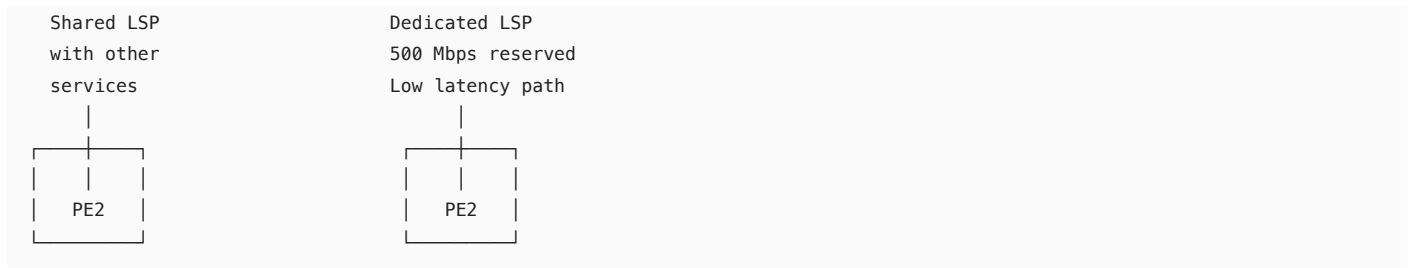 Shared LSP Dedicated LSP
with other 500 Mbps reserved
services Low latency path
PE2 PE2